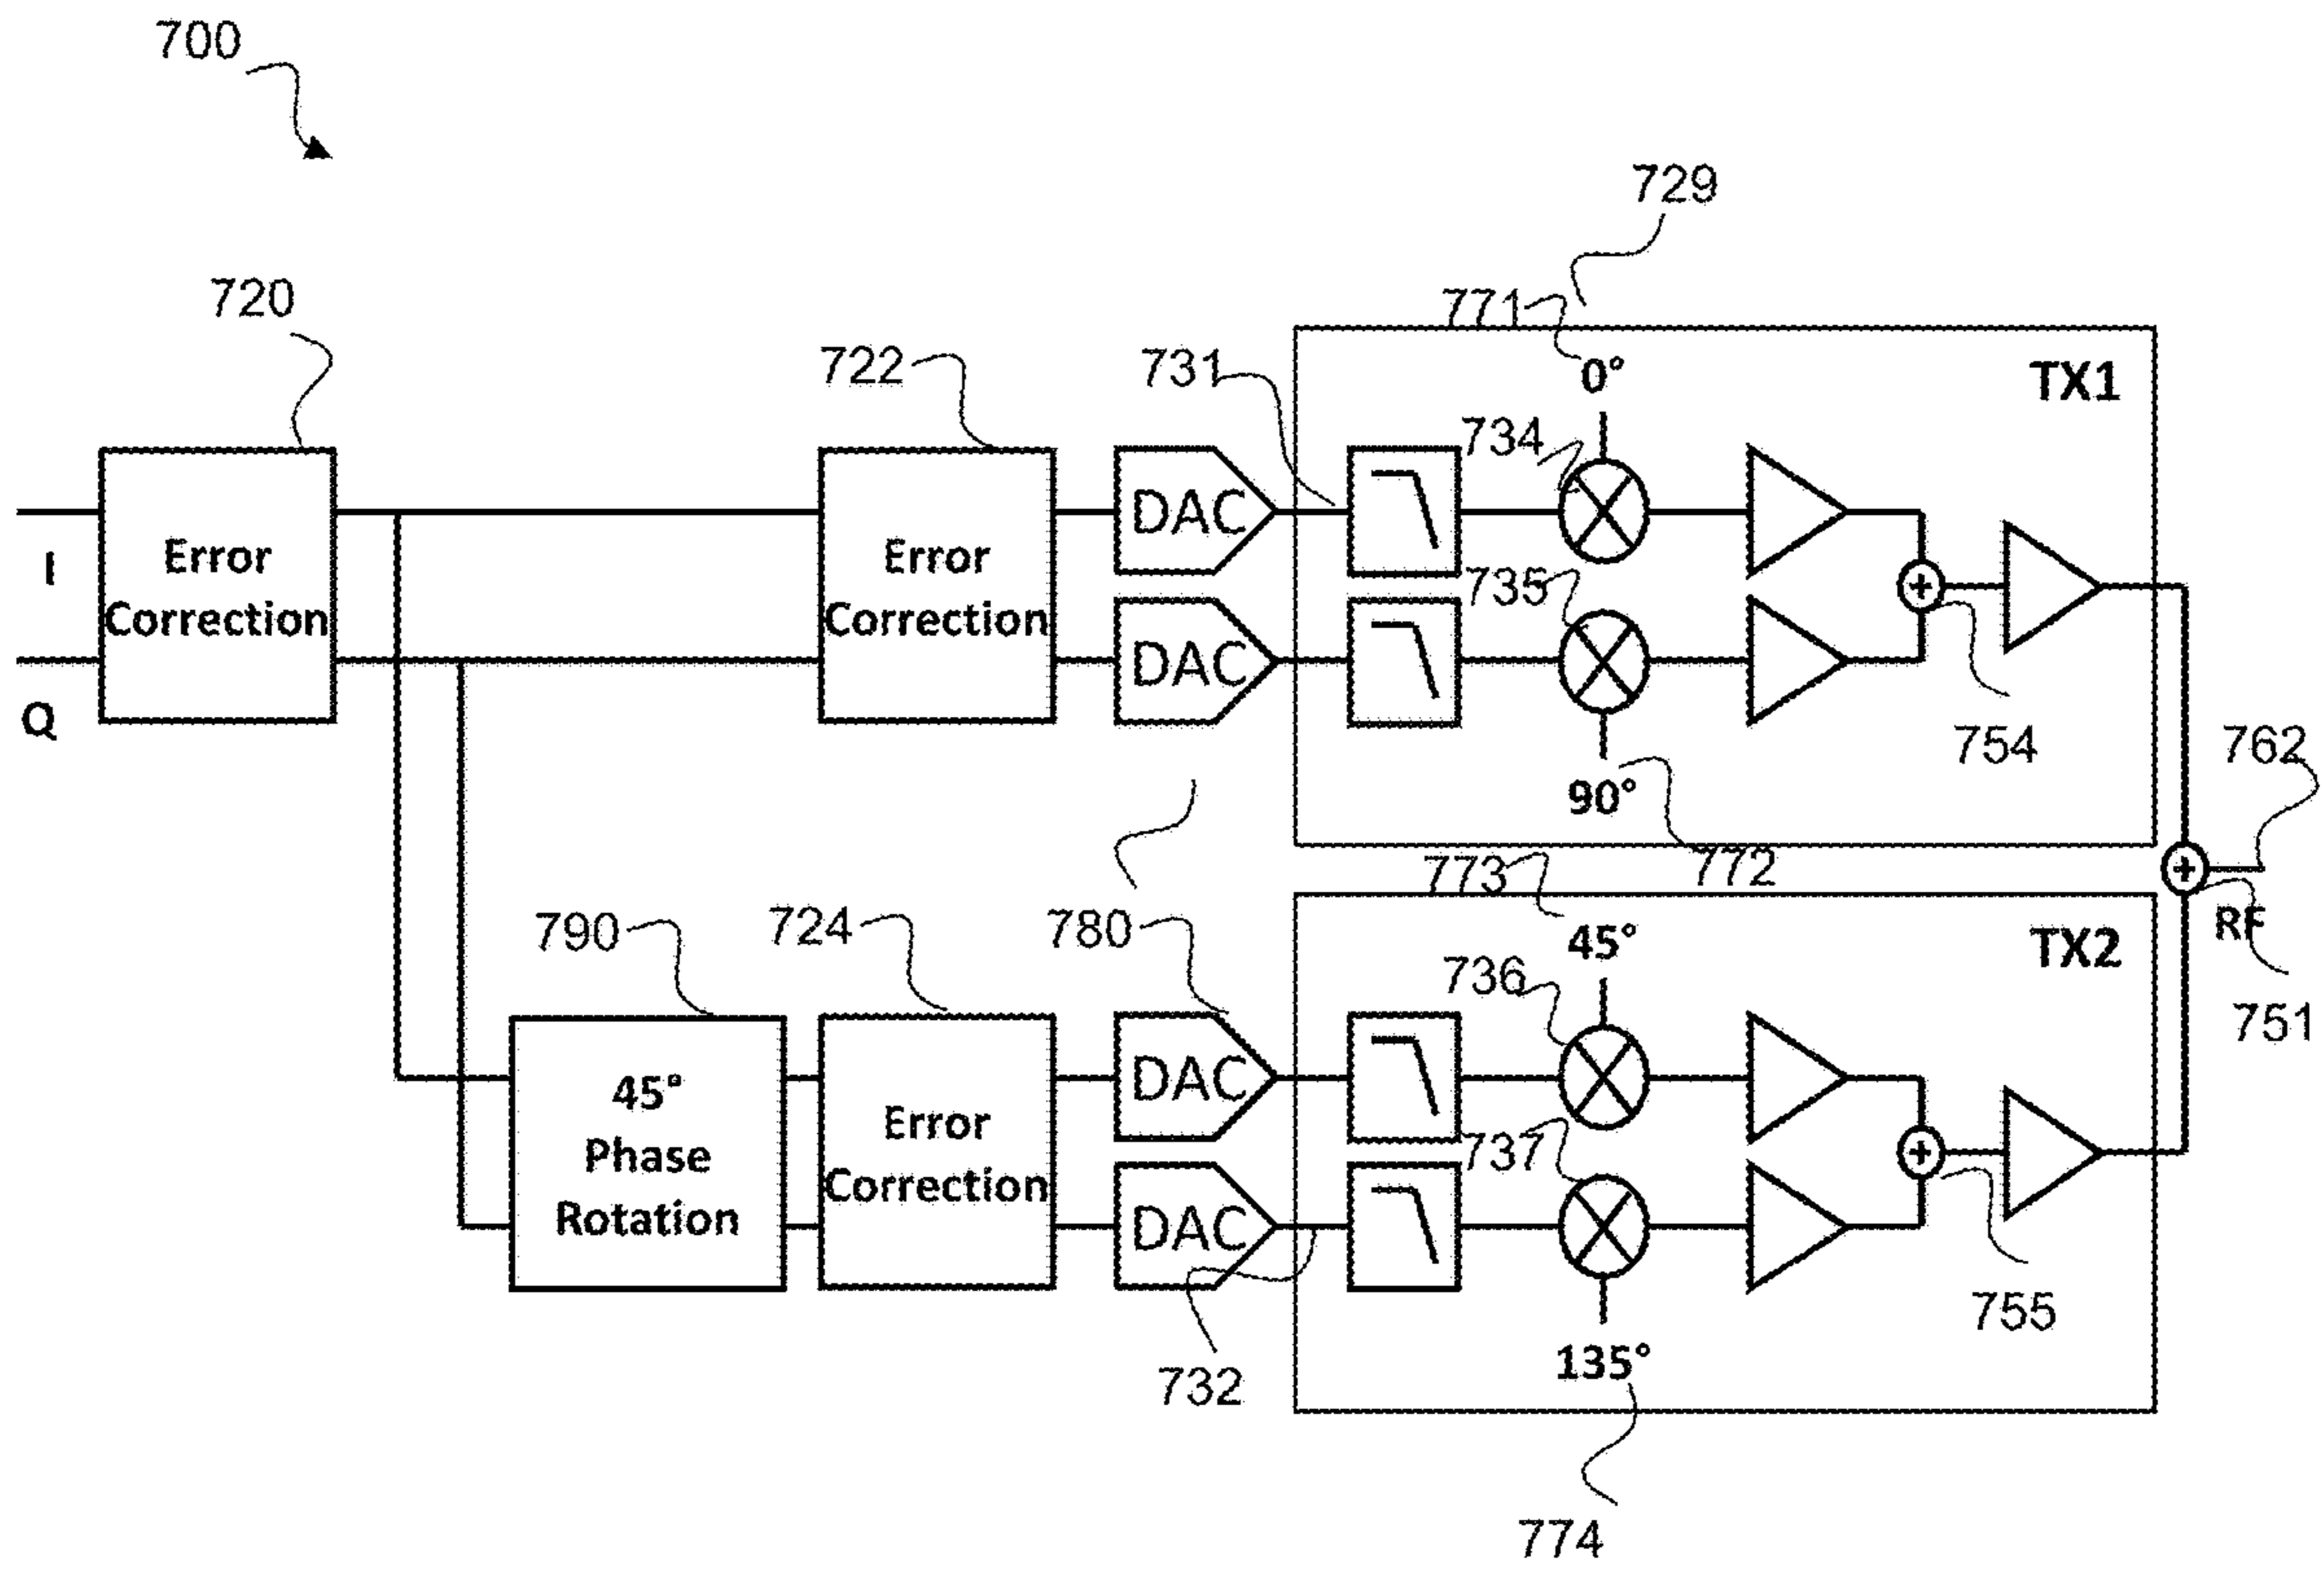 700
729
720
771
722
731
0°
TX1
734
DAC
I
Error
Correction
Error
Correction
735
DAC
Q
754
762
90°
772
773
RF
790
724
780
45°
TX2
736
751
45°
Phase
Rotation
Error
Correction
DAC
737
DAC
755
135°
732
774